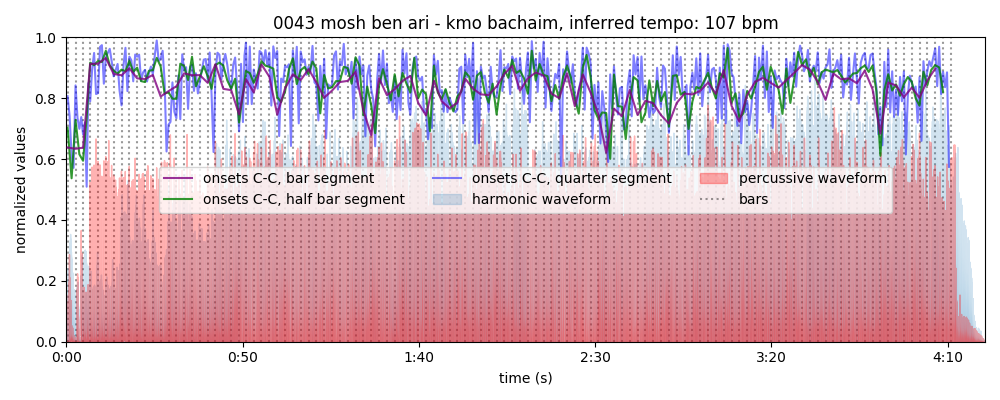 0043 mosh ben ari - kmo bachaim, inferred tempo: 107 bpm
normalized values
1.0
0.8
0.6
0.4
0.2
0.0
onsets C-C, bar segment
onsets C-C, half bar segment
onsets C-C, quarter segment
harmonic waveform
percussive waveform
bars
0:00 0:50 1:40 2:30 3:20 4:10
time (s)